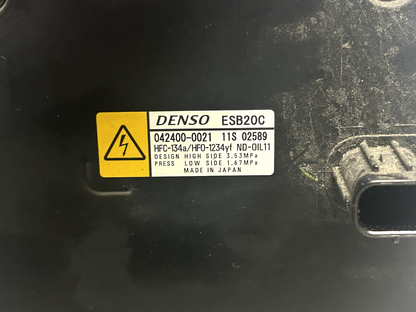 DENSO ESB20C
042400-0021 11S 02589
HFC-134a/HFO-1234yf ND-OIL11
DESIGN HIGH SIDE 3.53MPa
PRESS LOW SIDE 1.67MPa
MADE IN JAPAN